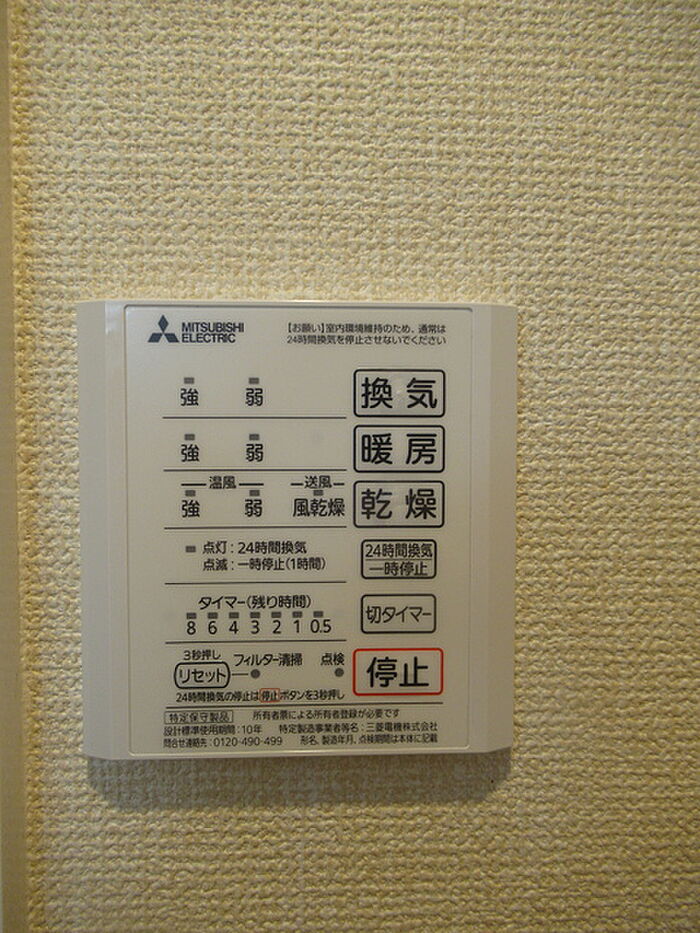 MITSUBISHI
ELECTRIC
【お願い】室内環境維持のため、通常は
24時間換気を停止させないでください
強 弱 換気
強 弱 暖房
温風 送風
強 弱 風乾燥 乾燥
点灯:24時間換気
点滅:一時停止(1時間)
24時間換気
一時停止
タイマー(残り時間)
8 6 4 3 2 1 0.5
切タイマー
3秒押し
リセット フィルター清掃 点検
停止
24時間換気の停止は停止ボタンを3秒押し
特定保守製品 所有者票による所有者登録が必要です
設計標準使用期間:10年 特定製造事業者等名:三菱電機株式会社
問合せ連絡先:0120-490-499 形名、製造年月、点検期間は本体に記載